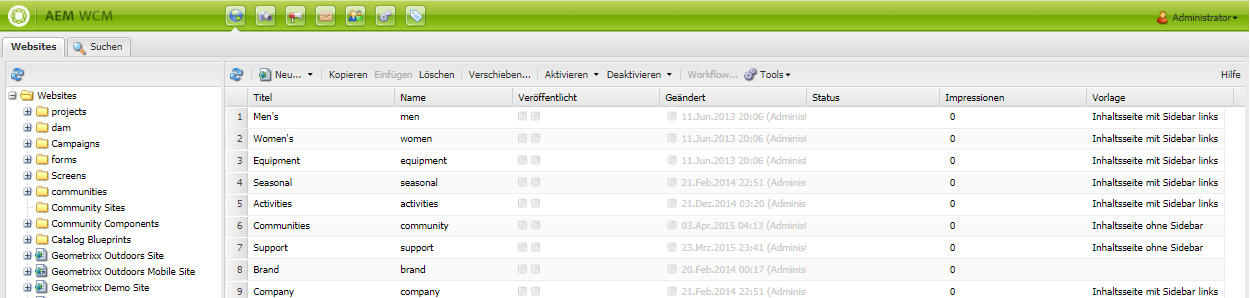 AEM WCM Administrator
Websites Suchen
Neu... Kopieren Einfügen Löschen Verschieben... Aktivieren Deaktivieren Workflow... Tools Hilfe
Websites
projects
dam
Campaigns
forms
Screens
communities
Community Sites
Community Components
Catalog Blueprints
Geometrixx Outdoors Site
Geometrixx Outdoors Mobile Site
Geometrixx Demo Site
Titel Name Veröffentlicht Geändert Status Impressionen Vorlage
1 Men's men 11.Jun.2013 20:06 (Adminis 0 Inhaltsseite mit Sidebar links
2 Women's women 11.Jun.2013 20:06 (Adminis 0 Inhaltsseite mit Sidebar links
3 Equipment equipment 11.Jun.2013 20:06 (Adminis 0 Inhaltsseite mit Sidebar links
4 Seasonal seasonal 21.Feb.2014 22:51 (Adminis 0 Inhaltsseite mit Sidebar links
5 Activities activities 21.Dez.2014 03:20 (Adminis 0 Inhaltsseite mit Sidebar links
6 Communities community 03.Apr.2015 04:13 (Adminis 0 Inhaltsseite ohne Sidebar
7 Support support 23.Mrz.2015 23:41 (Adminis 0 Inhaltsseite ohne Sidebar
8 Brand brand 20.Feb.2014 00:17 (Adminis 0
9 Company company 21.Feb.2014 22:51 (Adminis 0 Inhaltsseite mit Sidebar links